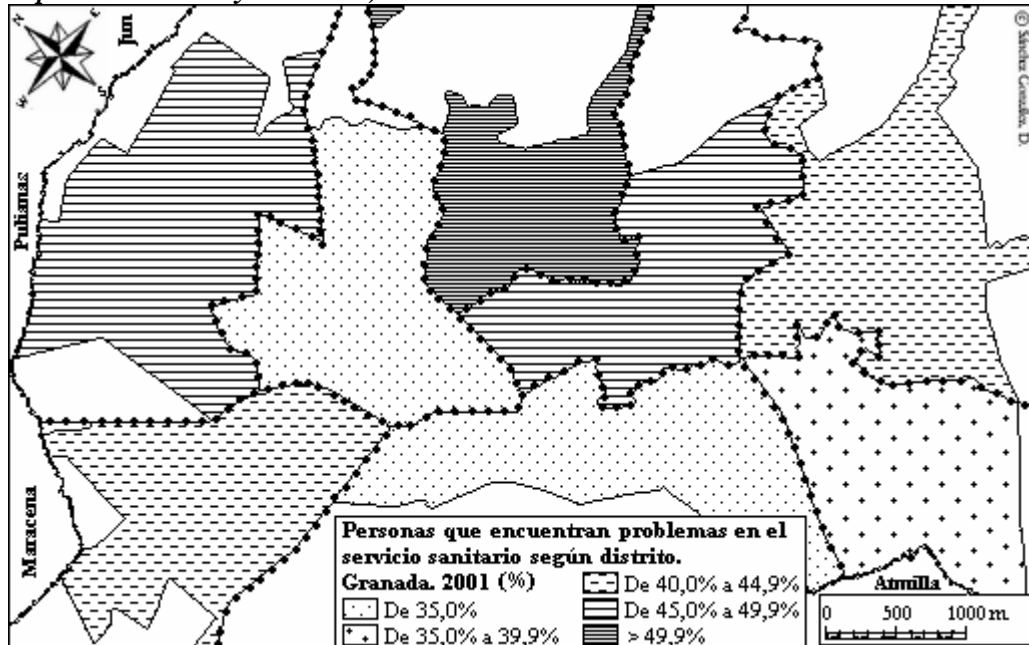 N
E
S
W
Jun
Pulianas
Maracena
© Sánchez González, D.
Personas que encuentran problemas en el
servicio sanitario según distrito.
Granada. 2001 (%)
De 35,0%
De 35,0% a 39,9%
De 40,0% a 44,9%
De 45,0% a 49,9%
> 49,9%
Armilla
0 500 1000 m.